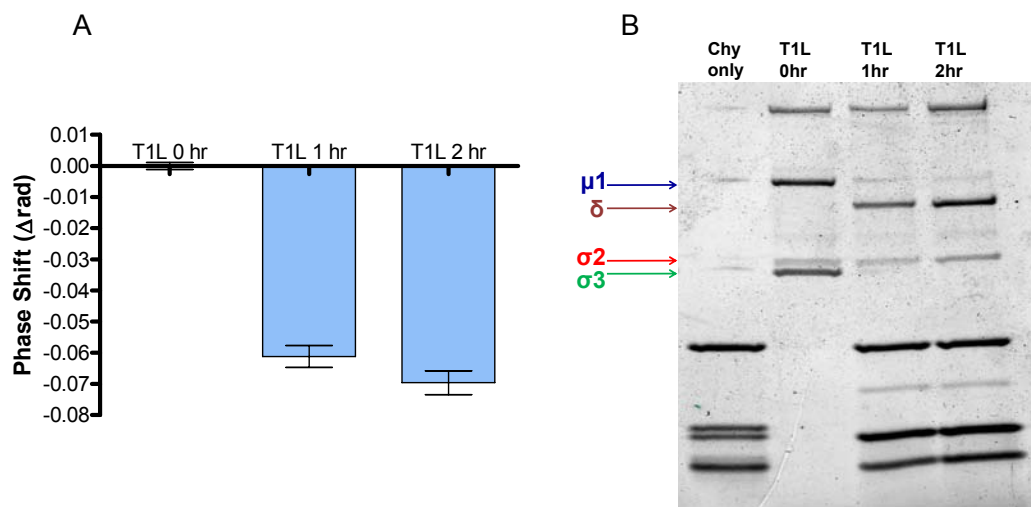 A
0.01
0.00
-0.01
-0.02
-0.03
-0.04
-0.05
-0.06
-0.07
-0.08
Phase Shift (Δrad)
T1L 0 hr T1L 1 hr T1L 2 hr
B
Chy only
T1L 0hr
T1L 1hr
T1L 2hr
μ1
δ
σ2
σ3